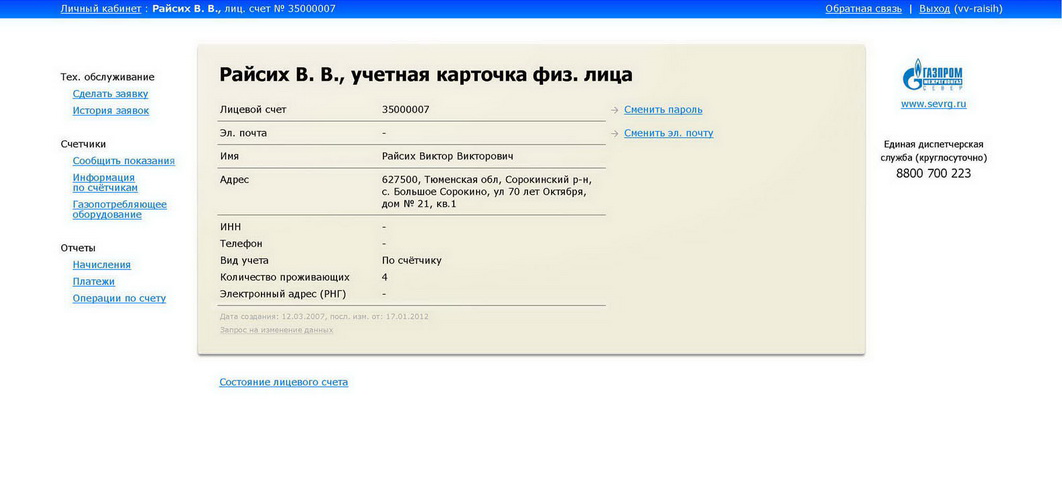 Личный кабинет : Райсих В. В., лиц. счет № 35000007
Обратная связь | Выход (vv-raisih)
Тех. обслуживание
Сделать заявку
История заявок
Счетчики
Сообщить показания
Информация
по счётчикам
Газопотребляющее
оборудование
Отчеты
Начисления
Платежи
Операции по счету
Райсих В. В., учетная карточка физ. лица
Лицевой счет 35000007 → Сменить пароль
Эл. почта - → Сменить эл. почту
Имя Райсих Виктор Викторович
Адрес 627500, Тюменская обл, Сорокинский р-н,
с. Большое Сорокино, ул 70 лет Октября,
дом № 21, кв.1
ИНН -
Телефон -
Вид учета По счётчику
Количество проживающих 4
Электронный адрес (РНГ) -
Дата создания: 12.03.2007, посл. изм. от: 17.01.2012
Запрос на изменение данных
Состояние лицевого счета
ГАЗПРОМ
СЕВЕР
www.sevrg.ru
Единая диспетчерская
служба (круглосуточно)
8800 700 223